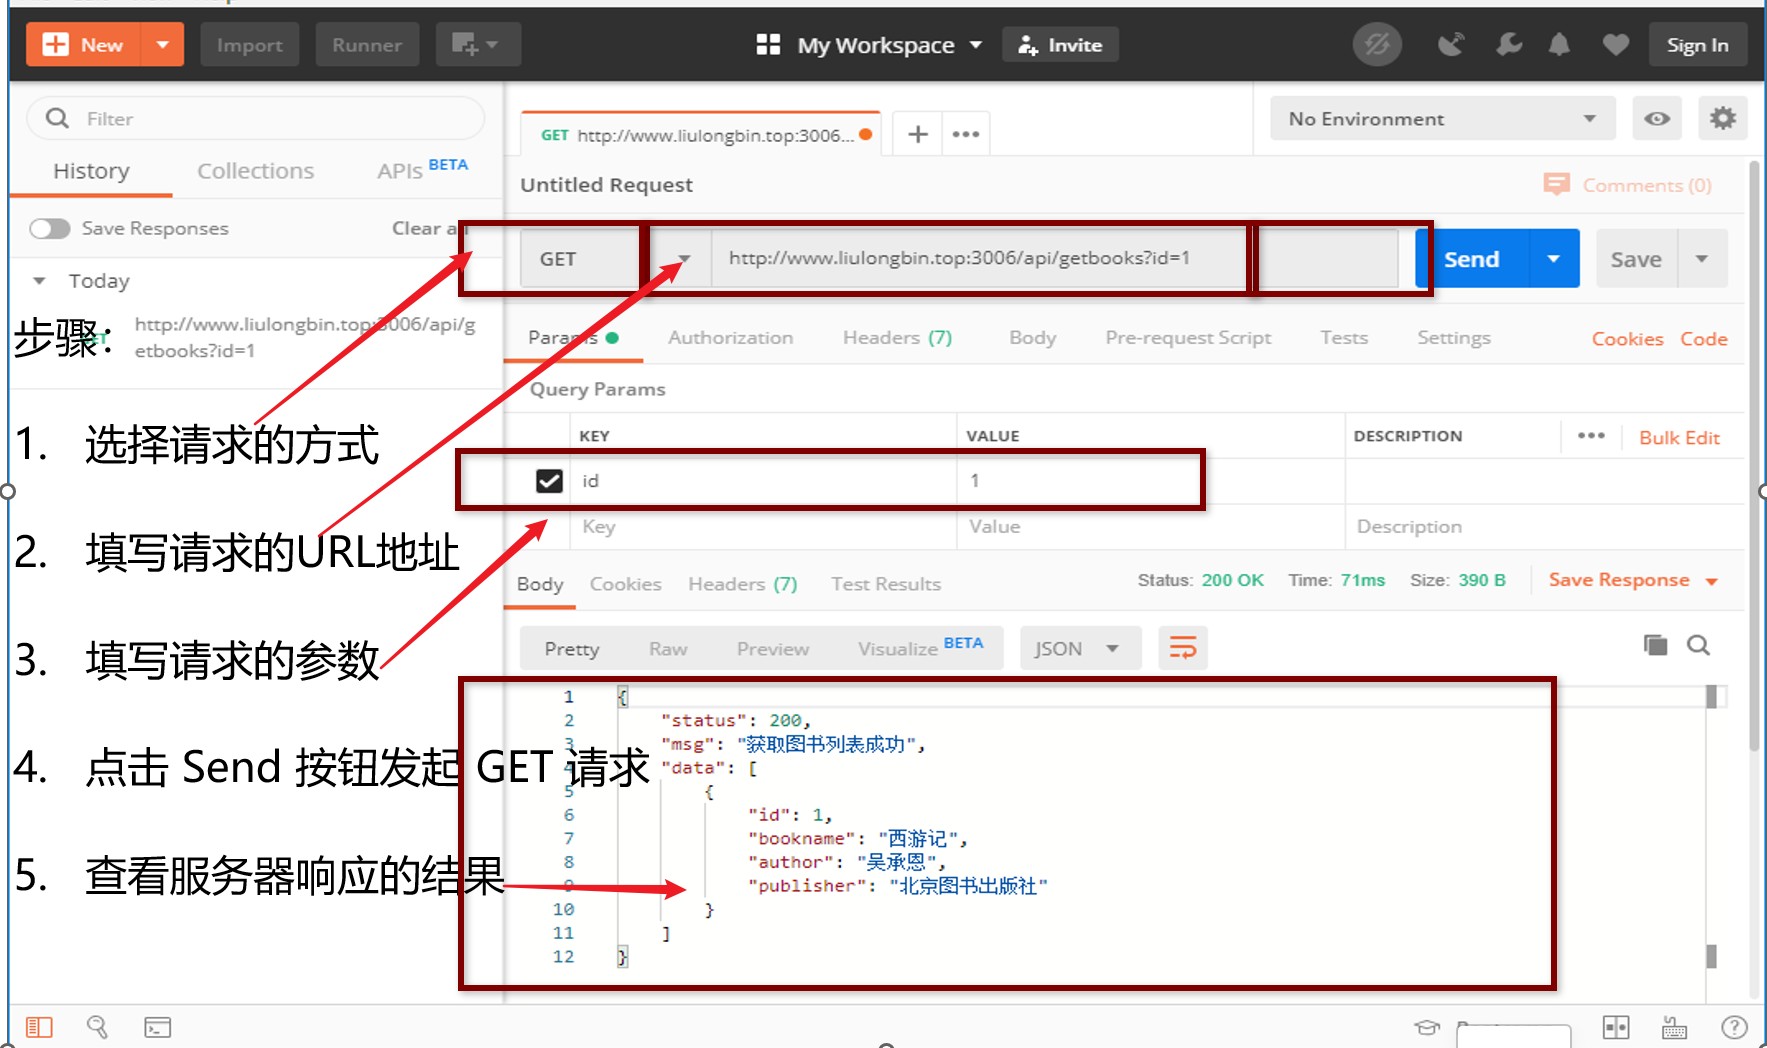 New
Import
Runner
My Workspace
Invite
Sign In
Filter
GET http://www.liulongbin.top:3006...
No Environment
History
Collections
APIs BETA
Untitled Request
Comments (0)
Save Responses
Clear all
GET
http://www.liulongbin.top:3006/api/getbooks?id=1
Send
Save
Today
http://www.liulongbin.top:3006/api/g
etbooks?id=1
步骤：
Params
Authorization
Headers (7)
Body
Pre-request Script
Tests
Settings
Cookies
Code
Query Params
KEY
VALUE
DESCRIPTION
Bulk Edit
id
1
Key
Value
Description
1. 选择请求的方式
2. 填写请求的URL地址
3. 填写请求的参数
4. 点击 Send 按钮发起 GET 请求
5. 查看服务器响应的结果
Body
Cookies
Headers (7)
Test Results
Status: 200 OK
Time: 71ms
Size: 390 B
Save Response
Pretty
Raw
Preview
Visualize BETA
JSON
1 {
2 "status": 200,
3 "msg": "获取图书列表成功",
4 "data": [
5 {
6 "id": 1,
7 "bookname": "西游记",
8 "author": "吴承恩",
9 "publisher": "北京图书出版社"
10 }
11 ]
12 }